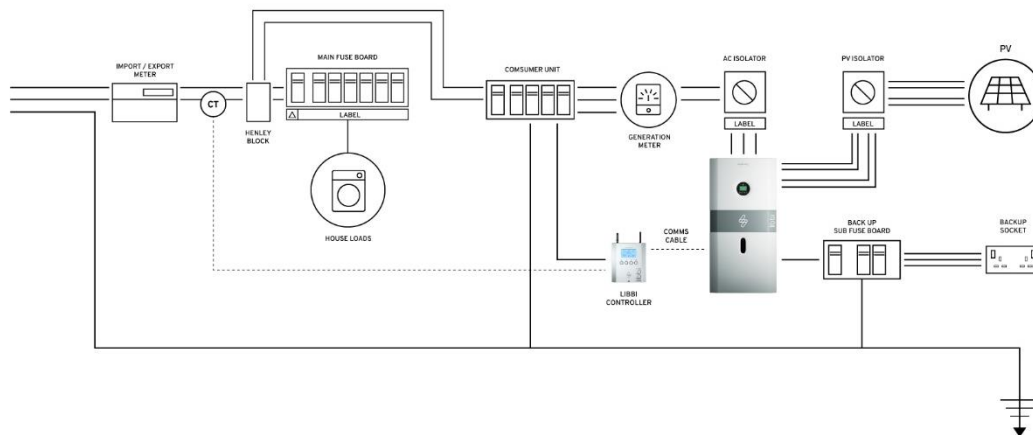 IMPORT / EXPORT
METER
CT
HENLEY
BLOCK
MAIN FUSE BOARD
LABEL
HOUSE LOADS
COMSUMER UNIT
GENERATION
METER
AC ISOLATOR
LABEL
PV ISOLATOR
LABEL
PV
COMMS
CABLE
LIBBI
CONTROLLER
BACK UP
SUB FUSE BOARD
BACKUP
SOCKET